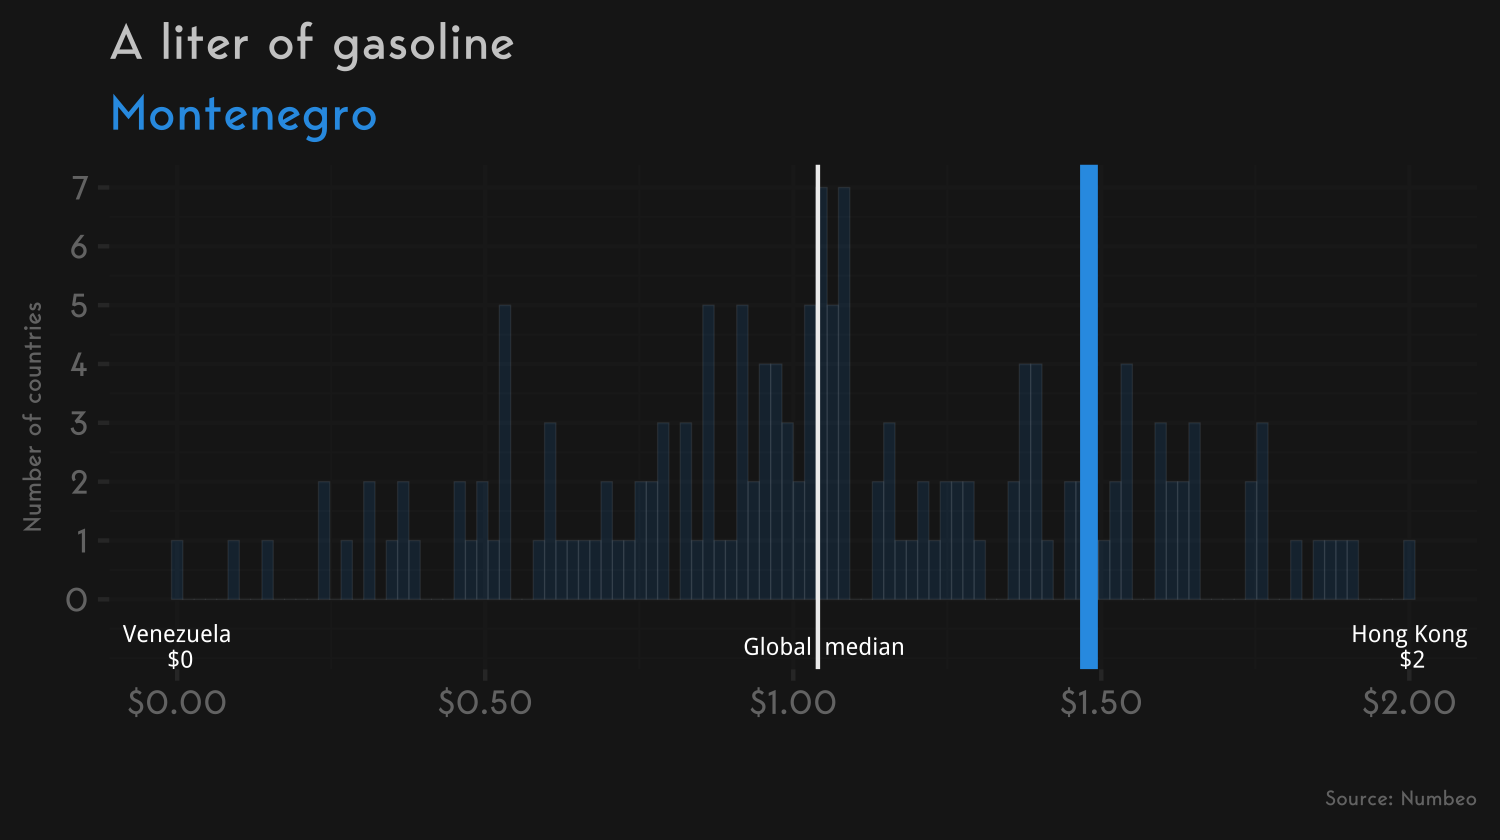 A liter of gasoline
Montenegro
Number of countries
7
6
5
4
3
2
1
0
Venezuela
$0
Global median
Hong Kong
$2
$0.00 $0.50 $1.00 $1.50 $2.00
Source: Numbeo